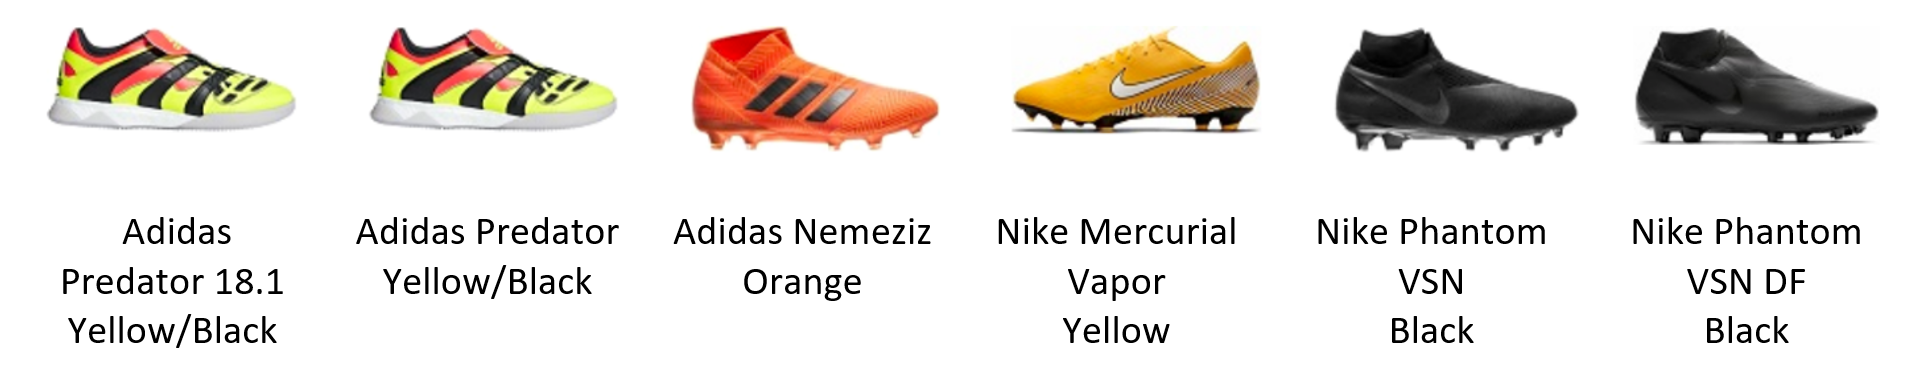 Adidas
Predator 18.1
Yellow/Black
Adidas Predator
Yellow/Black
Adidas Nemeziz
Orange
Nike Mercurial
Vapor
Yellow
Nike Phantom
VSN
Black
Nike Phantom
VSN DF
Black